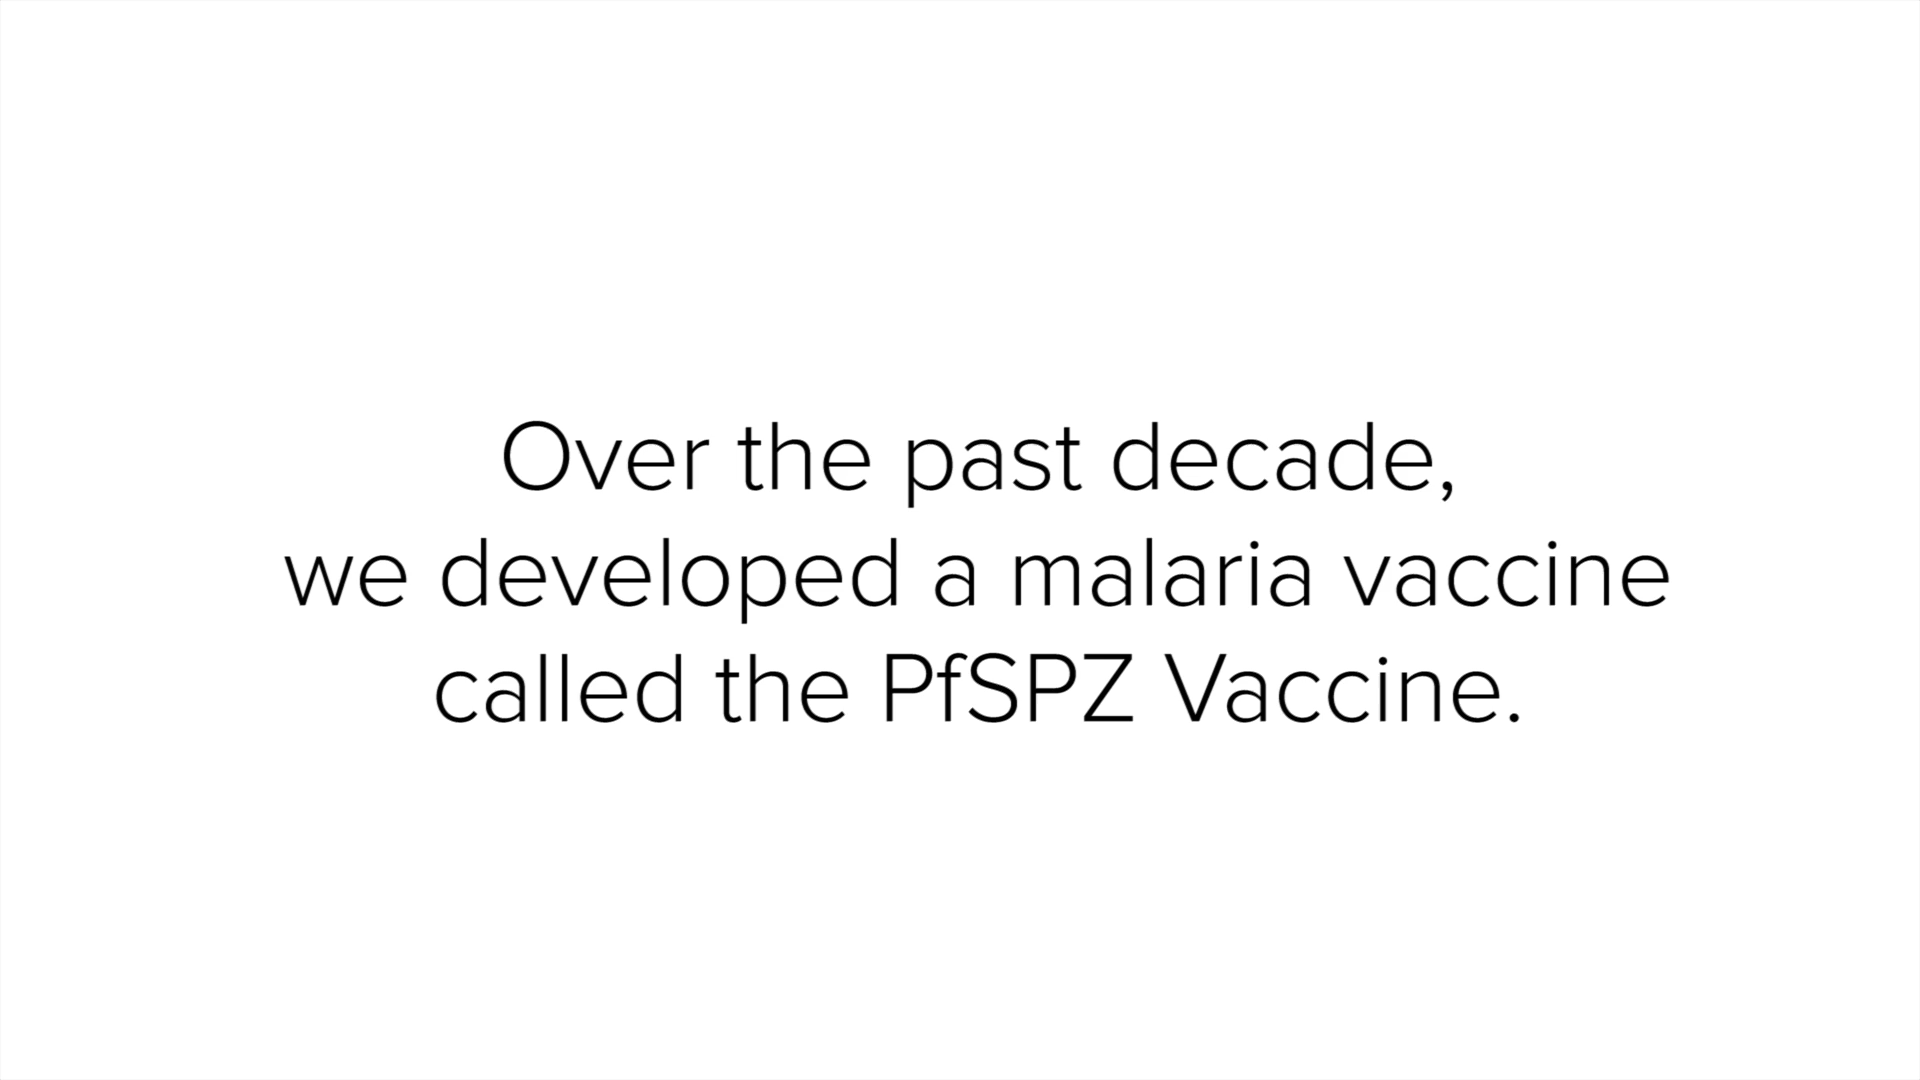 Over the past decade,
we developed a malaria vaccine
called the PfSPZ Vaccine.